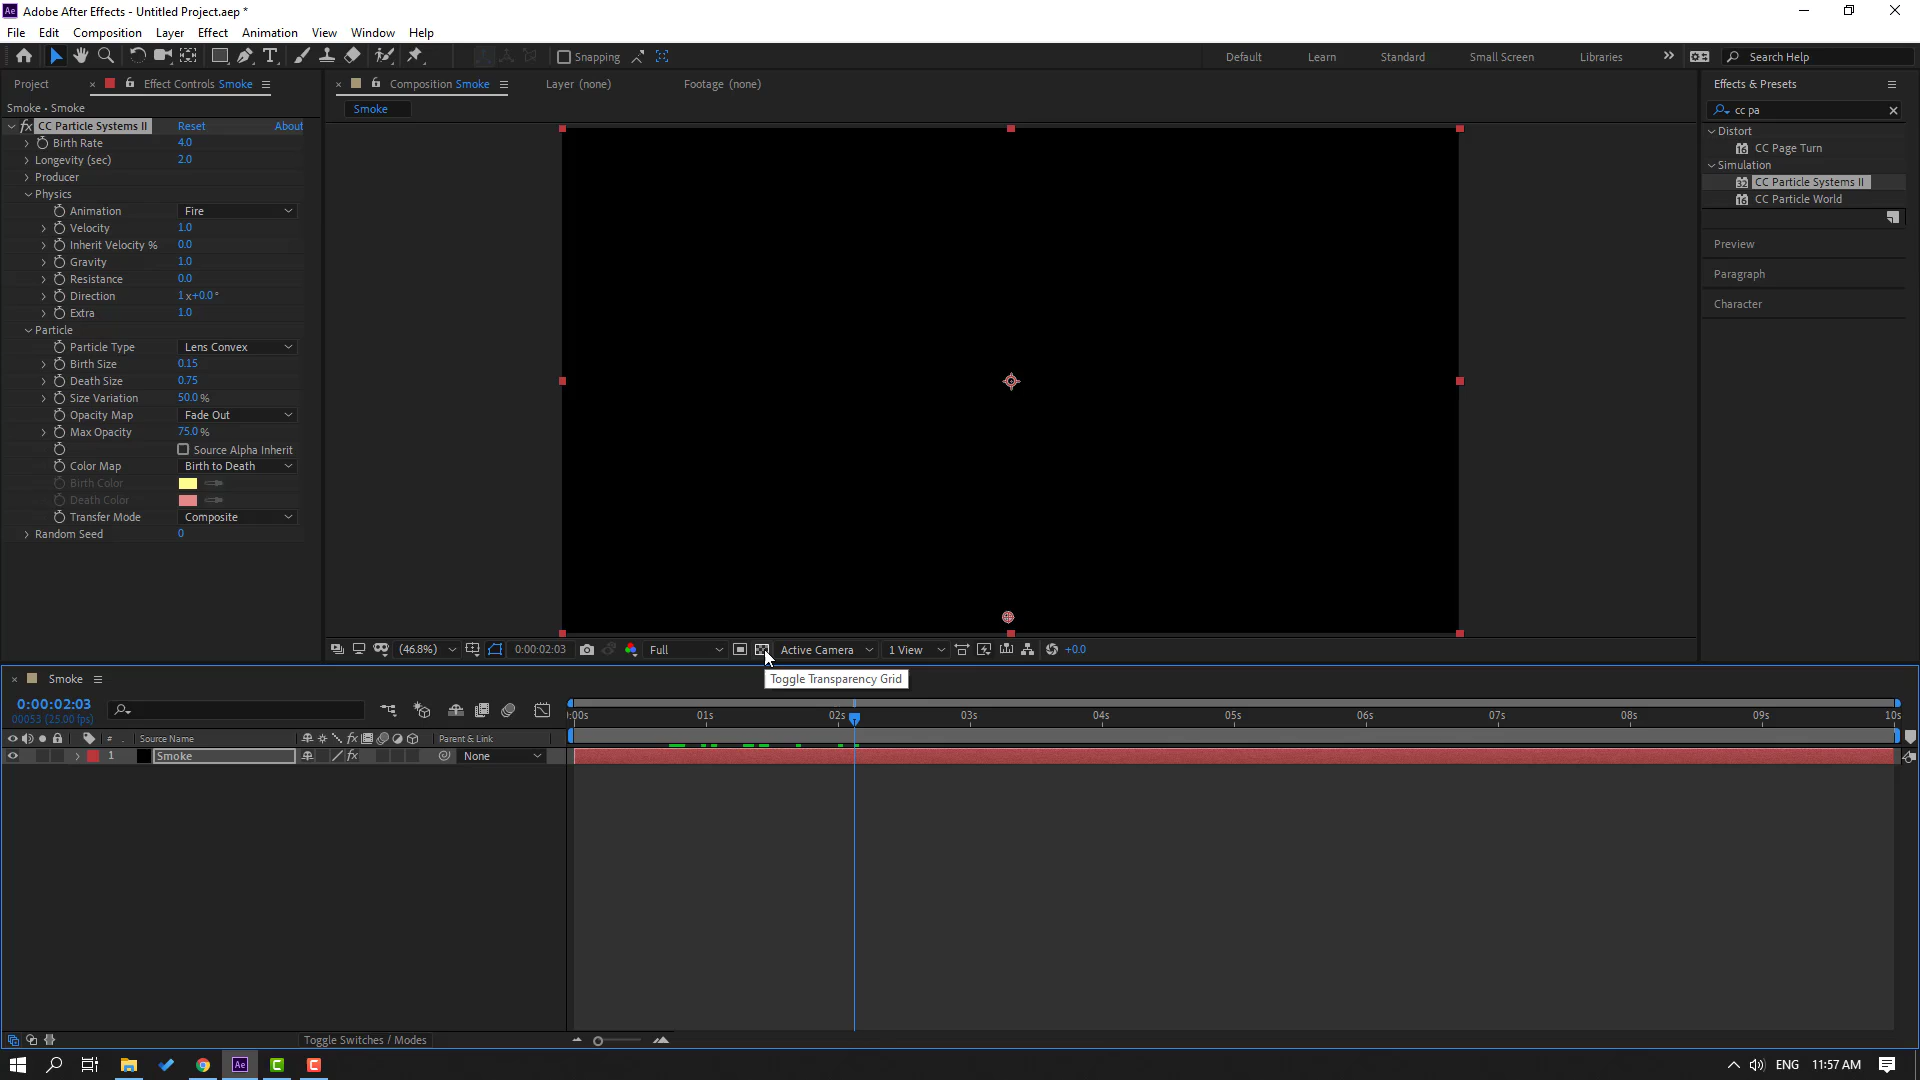 Adobe After Effects - Untitled Project.aep *
File Edit Composition Layer Effect Animation View Window Help
Snapping
Default Learn Standard Small Screen Libraries
Search Help
Project
Effect Controls Smoke
Composition Smoke
Layer (none)
Footage (none)
Effects & Presets
Smoke • Smoke
Smoke
cc pa
CC Particle Systems II Reset About
Birth Rate 4.0
Longevity (sec) 2.0
Producer
Physics
Animation Fire
Velocity 1.0
Inherit Velocity % 0.0
Gravity 1.0
Resistance 0.0
Direction 1x+0.0°
Extra 1.0
Particle
Particle Type Lens Convex
Birth Size 0.15
Death Size 0.75
Size Variation 50.0 %
Opacity Map Fade Out
Max Opacity 75.0 %
Source Alpha Inherit
Color Map Birth to Death
Birth Color
Death Color
Transfer Mode Composite
Random Seed 0
Distort
CC Page Turn
Simulation
CC Particle Systems II
CC Particle World
Preview
Paragraph
Character
(46.8%) 0:00:02:03 Full Active Camera 1 View +0.0
Toggle Transparency Grid
Smoke
0:00:02:03
00053 (25.00 fps)
:00s 01s 02s 03s 04s 05s 06s 07s 08s 09s 10s
# . Source Name Parent & Link
1 Smoke None
Toggle Switches / Modes
Ae
ENG 11:57 AM